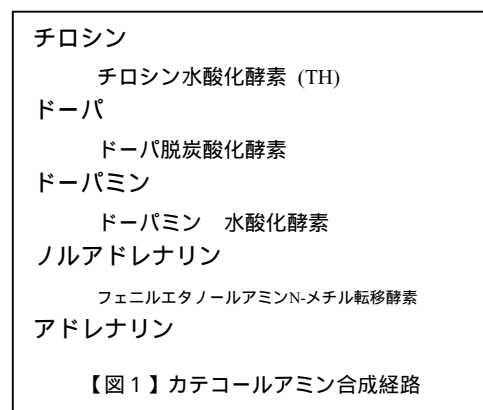 チロシン
チロシン水酸化酵素 (TH)
ドーパ
ドーパ脱炭酸化酵素
ドーパミン
ドーパミン　水酸化酵素
ノルアドレナリン
フェニルエタノールアミンN-メチル転移酵素
アドレナリン
【図１】カテコールアミン合成経路